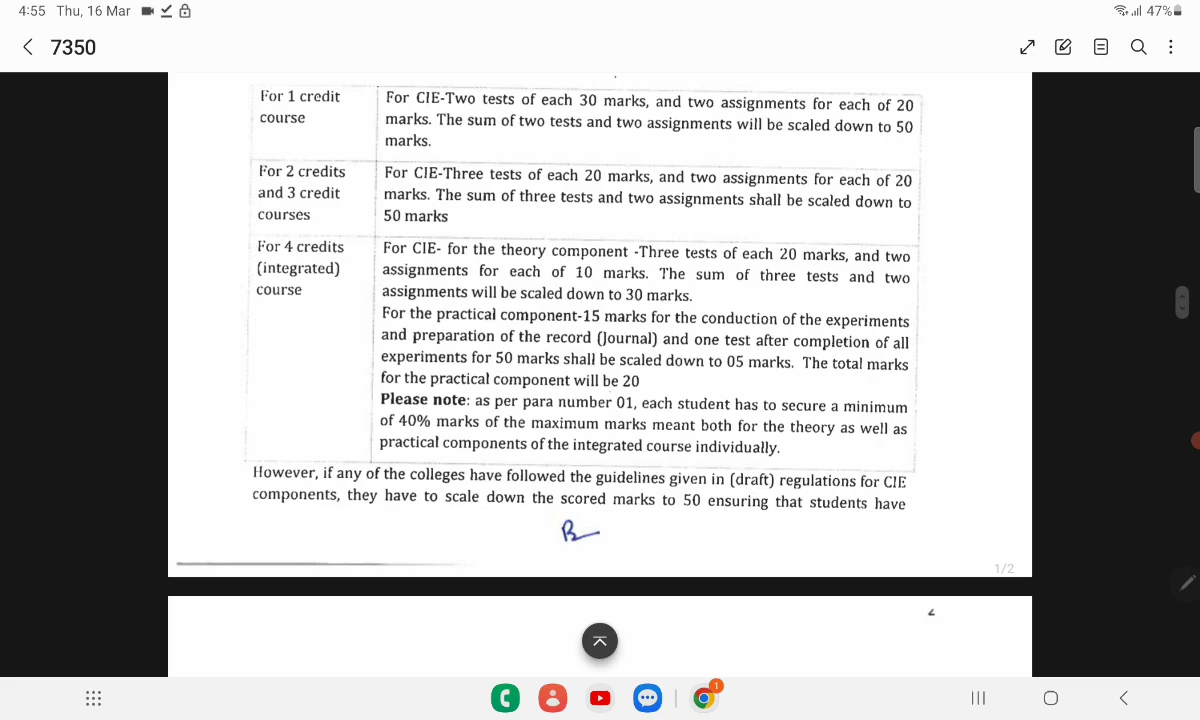 4:55 Thu, 16 Mar
47%
7350
For 1 credit
course
For CIE-Two tests of each 30 marks, and two assignments for each of 20
marks. The sum of two tests and two assignments will be scaled down to 50
marks.
For 2 credits
and 3 credit
courses
For CIE-Three tests of each 20 marks, and two assignments for each of 20
marks. The sum of three tests and two assignments shall be scaled down to
50 marks
For 4 credits
(integrated)
course
For CIE- for the theory component -Three tests of each 20 marks, and two
assignments for each of 10 marks. The sum of three tests and two
assignments will be scaled down to 30 marks.
For the practical component-15 marks for the conduction of the experiments
and preparation of the record (Journal) and one test after completion of all
experiments for 50 marks shall be scaled down to 05 marks. The total marks
for the practical component will be 20
Please note: as per para number 01, each student has to secure a minimum
of 40% marks of the maximum marks meant both for the theory as well as
practical components of the integrated course individually.
However, if any of the colleges have followed the guidelines given in (draft) regulations for CIE
components, they have to scale down the scored marks to 50 ensuring that students have
1/2
1